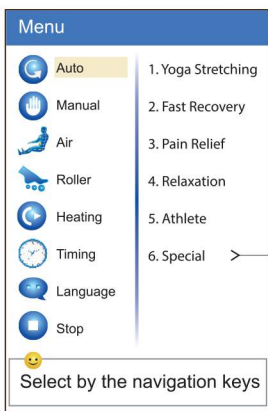 Menu
Auto
Manual
Air
Roller
Heating
Timing
Language
Stop
1. Yoga Stretching
2. Fast Recovery
3. Pain Relief
4. Relaxation
5. Athlete
6. Special
Select by the navigation keys